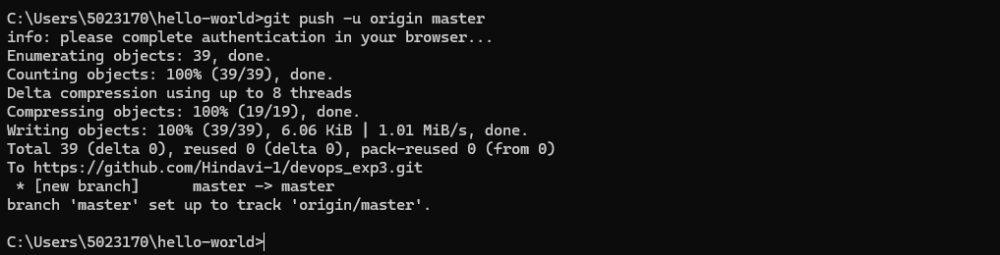 C:\Users\5023170\hello-world>git push -u origin master
info: please complete authentication in your browser...
Enumerating objects: 39, done.
Counting objects: 100% (39/39), done.
Delta compression using up to 8 threads
Compressing objects: 100% (19/19), done.
Writing objects: 100% (39/39), 6.06 KiB | 1.01 MiB/s, done.
Total 39 (delta 0), reused 0 (delta 0), pack-reused 0 (from 0)
To https://github.com/Hindavi-1/devops_exp3.git
 * [new branch]      master -> master
branch 'master' set up to track 'origin/master'.
C:\Users\5023170\hello-world>